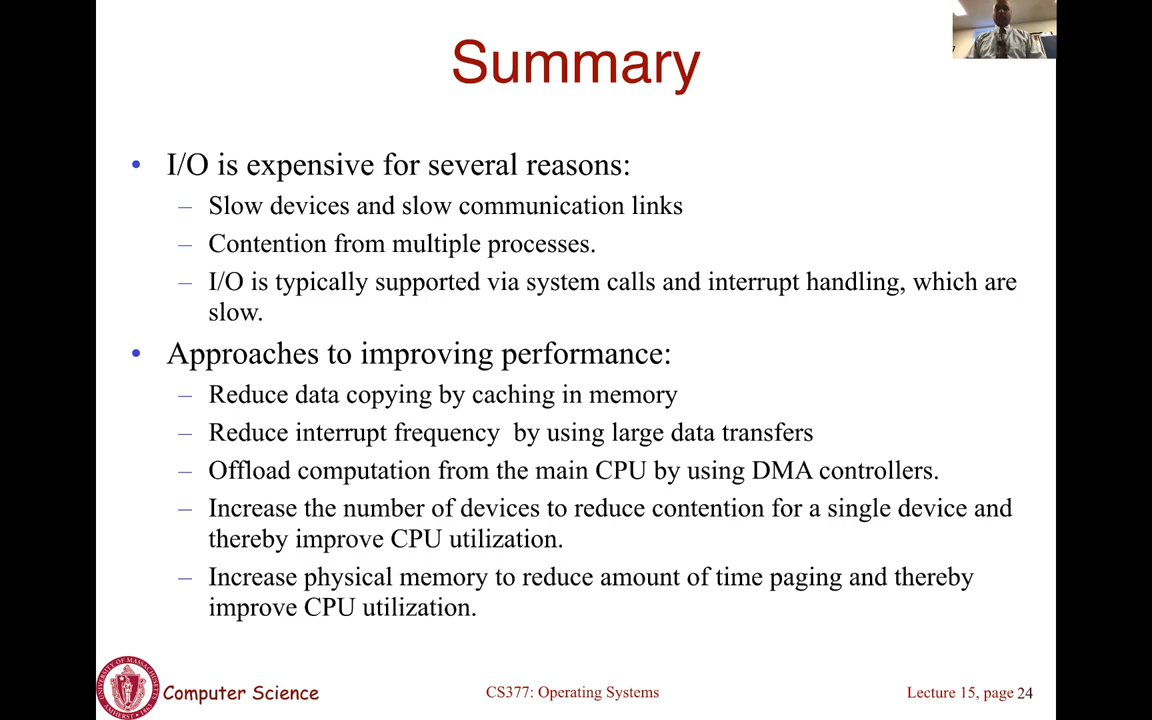 Summary
• I/O is expensive for several reasons:
– Slow devices and slow communication links
– Contention from multiple processes.
– I/O is typically supported via system calls and interrupt handling, which are
slow.
• Approaches to improving performance:
– Reduce data copying by caching in memory
– Reduce interrupt frequency  by using large data transfers
– Offload computation from the main CPU by using DMA controllers.
– Increase the number of devices to reduce contention for a single device and
thereby improve CPU utilization.
– Increase physical memory to reduce amount of time paging and thereby
improve CPU utilization.
UNIVERSITY OF MASSACHUSETTS
AMHERST 1863
Computer Science
CS377: Operating Systems
Lecture 15, page 24